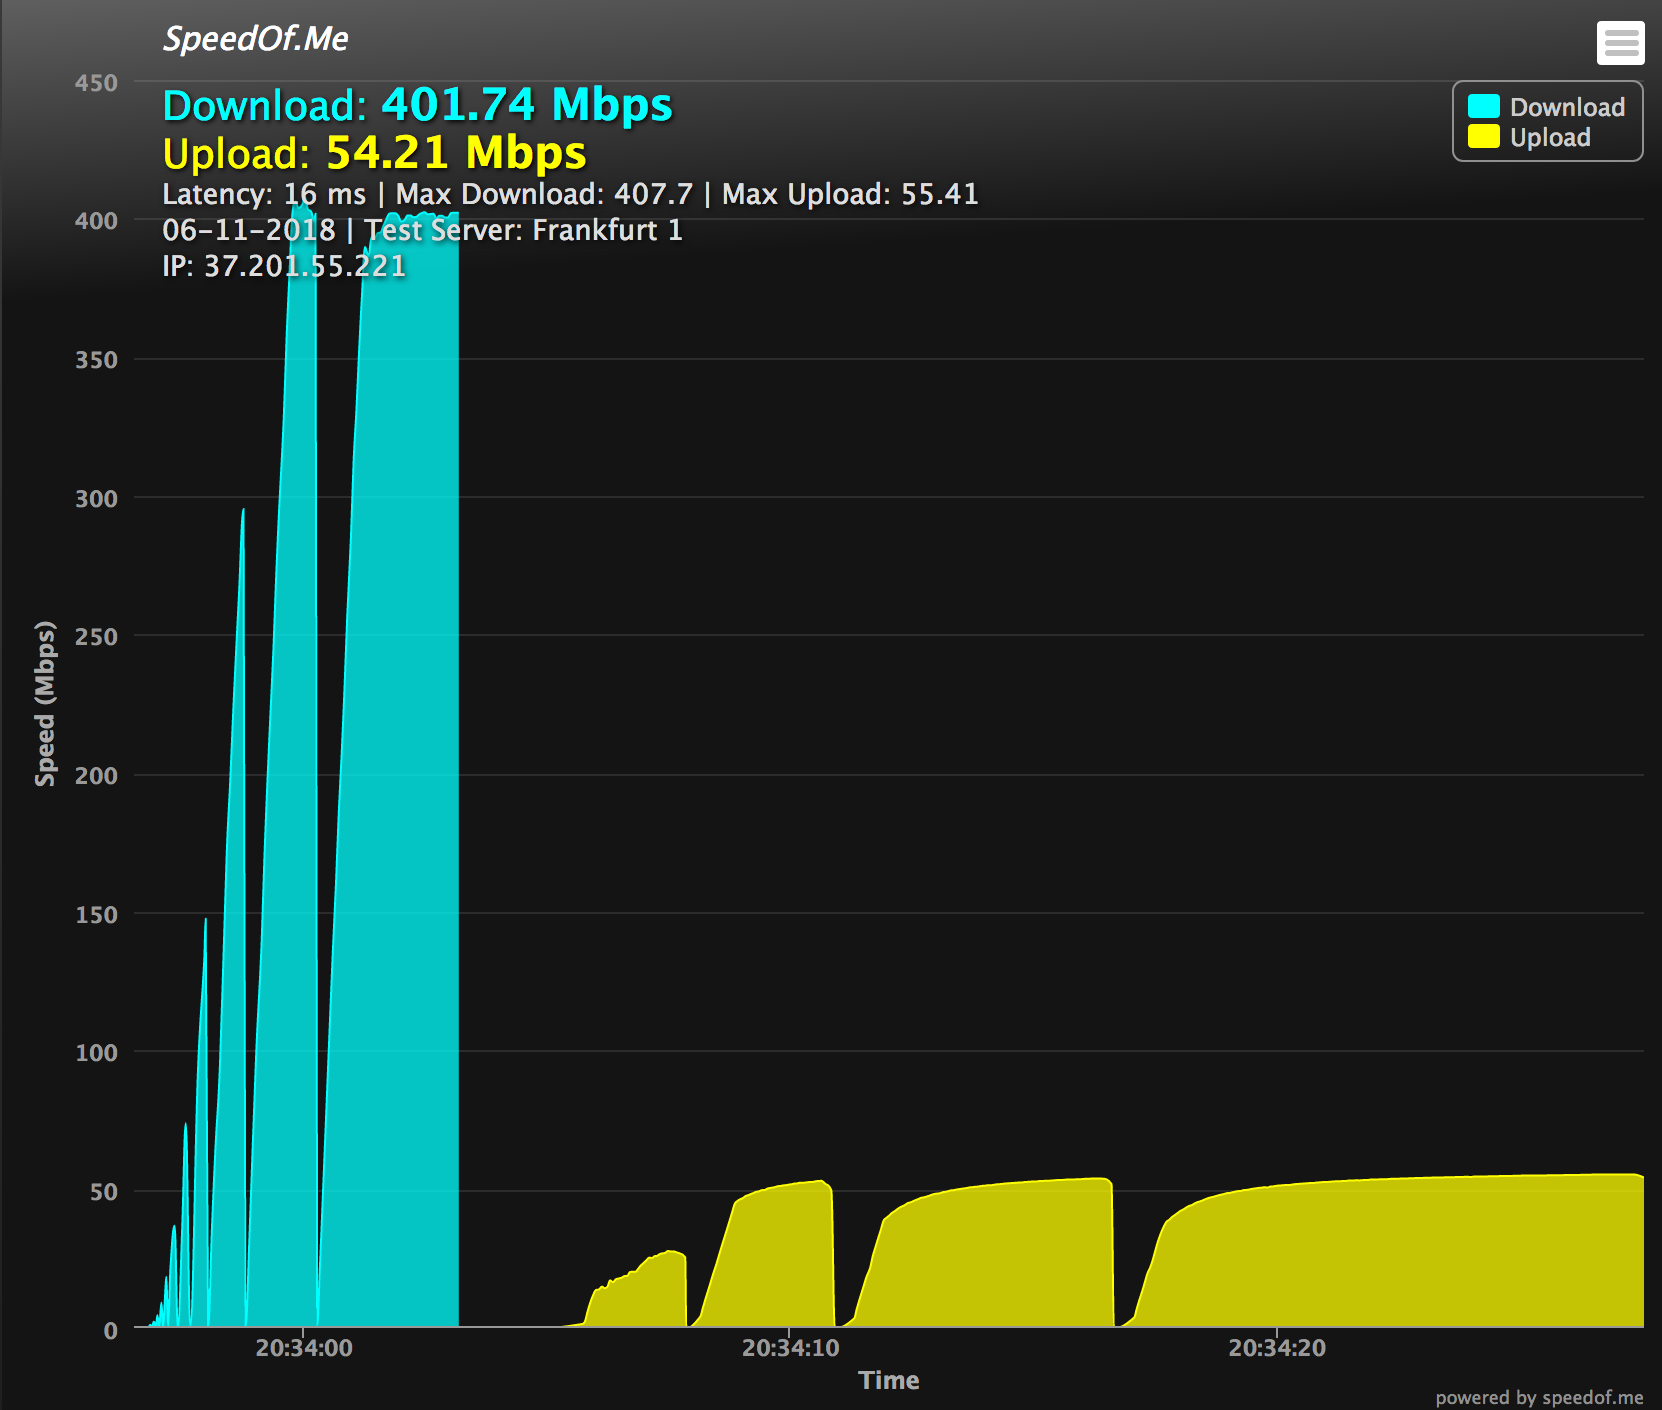 SpeedOf.Me
450
Download: 401.74 Mbps
Upload: 54.21 Mbps
Latency: 16 ms | Max Download: 407.7 | Max Upload: 55.41
06-11-2018 | Test Server: Frankfurt 1
IP: 37.201.55.221
Download
Upload
400
350
300
250
200
150
100
50
0
Speed (Mbps)
20:34:00
20:34:10
20:34:20
Time
powered by speedof.me